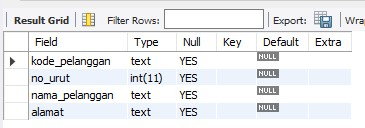 Result Grid Filter Rows: Export: Wrap
Field Type Null Key Default Extra
kode_pelanggan text YES NULL
no_urut int(11) YES NULL
nama_pelanggan text YES NULL
alamat text YES NULL